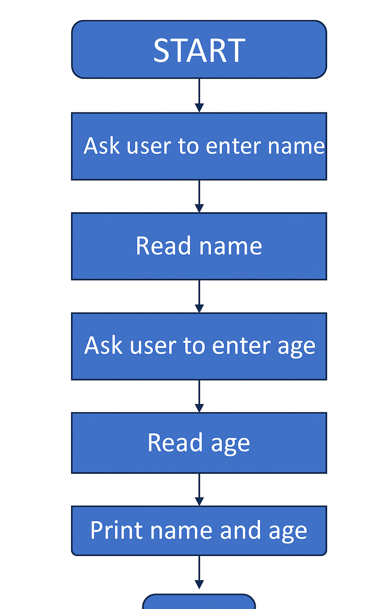 START
Ask user to enter name
Read name
Ask user to enter age
Read age
Print name and age